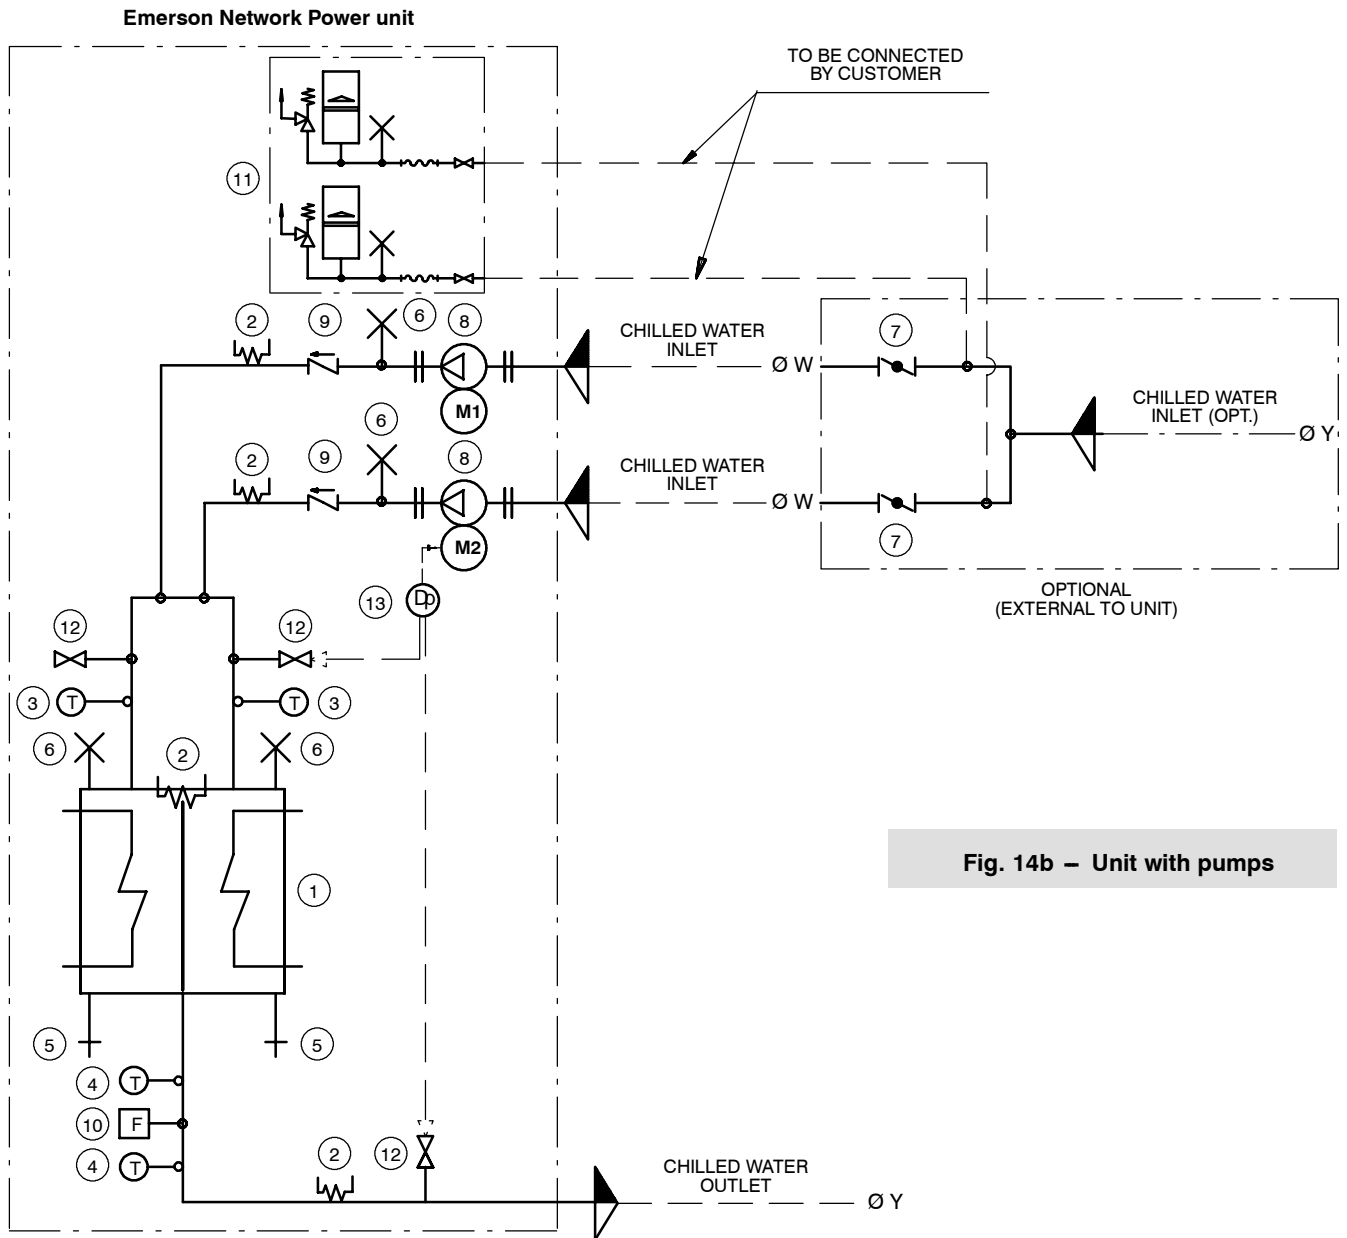 Emerson Network Power unit
TO BE CONNECTED
BY CUSTOMER
11
2
9
6
8
CHILLED WATER
INLET
Ø W
7
M1
CHILLED WATER
INLET (OPT.)
Ø Y
6
2
9
8
CHILLED WATER
INLET
Ø W
7
M2
OPTIONAL
(EXTERNAL TO UNIT)
13
Dp
12
12
3
T
T
3
6
2
6
1
Fig. 14b – Unit with pumps
5
5
4
T
10
F
4
T
2
12
CHILLED WATER
OUTLET
Ø Y